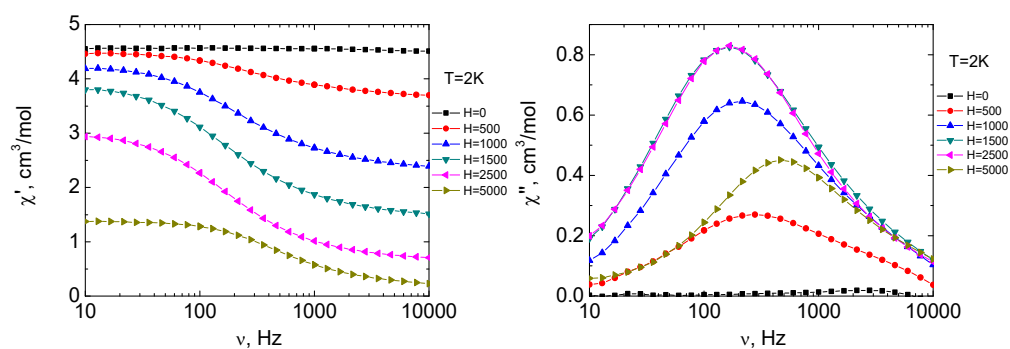 χ', cm³/mol
5
4
3
2
1
0
10 100 1000 10000
ν, Hz
T=2K
H=0
H=500
H=1000
H=1500
H=2500
H=5000
χ'', cm³/mol
0.8
0.6
0.4
0.2
0.0
10 100 1000 10000
ν, Hz
T=2K
H=0
H=500
H=1000
H=1500
H=2500
H=5000